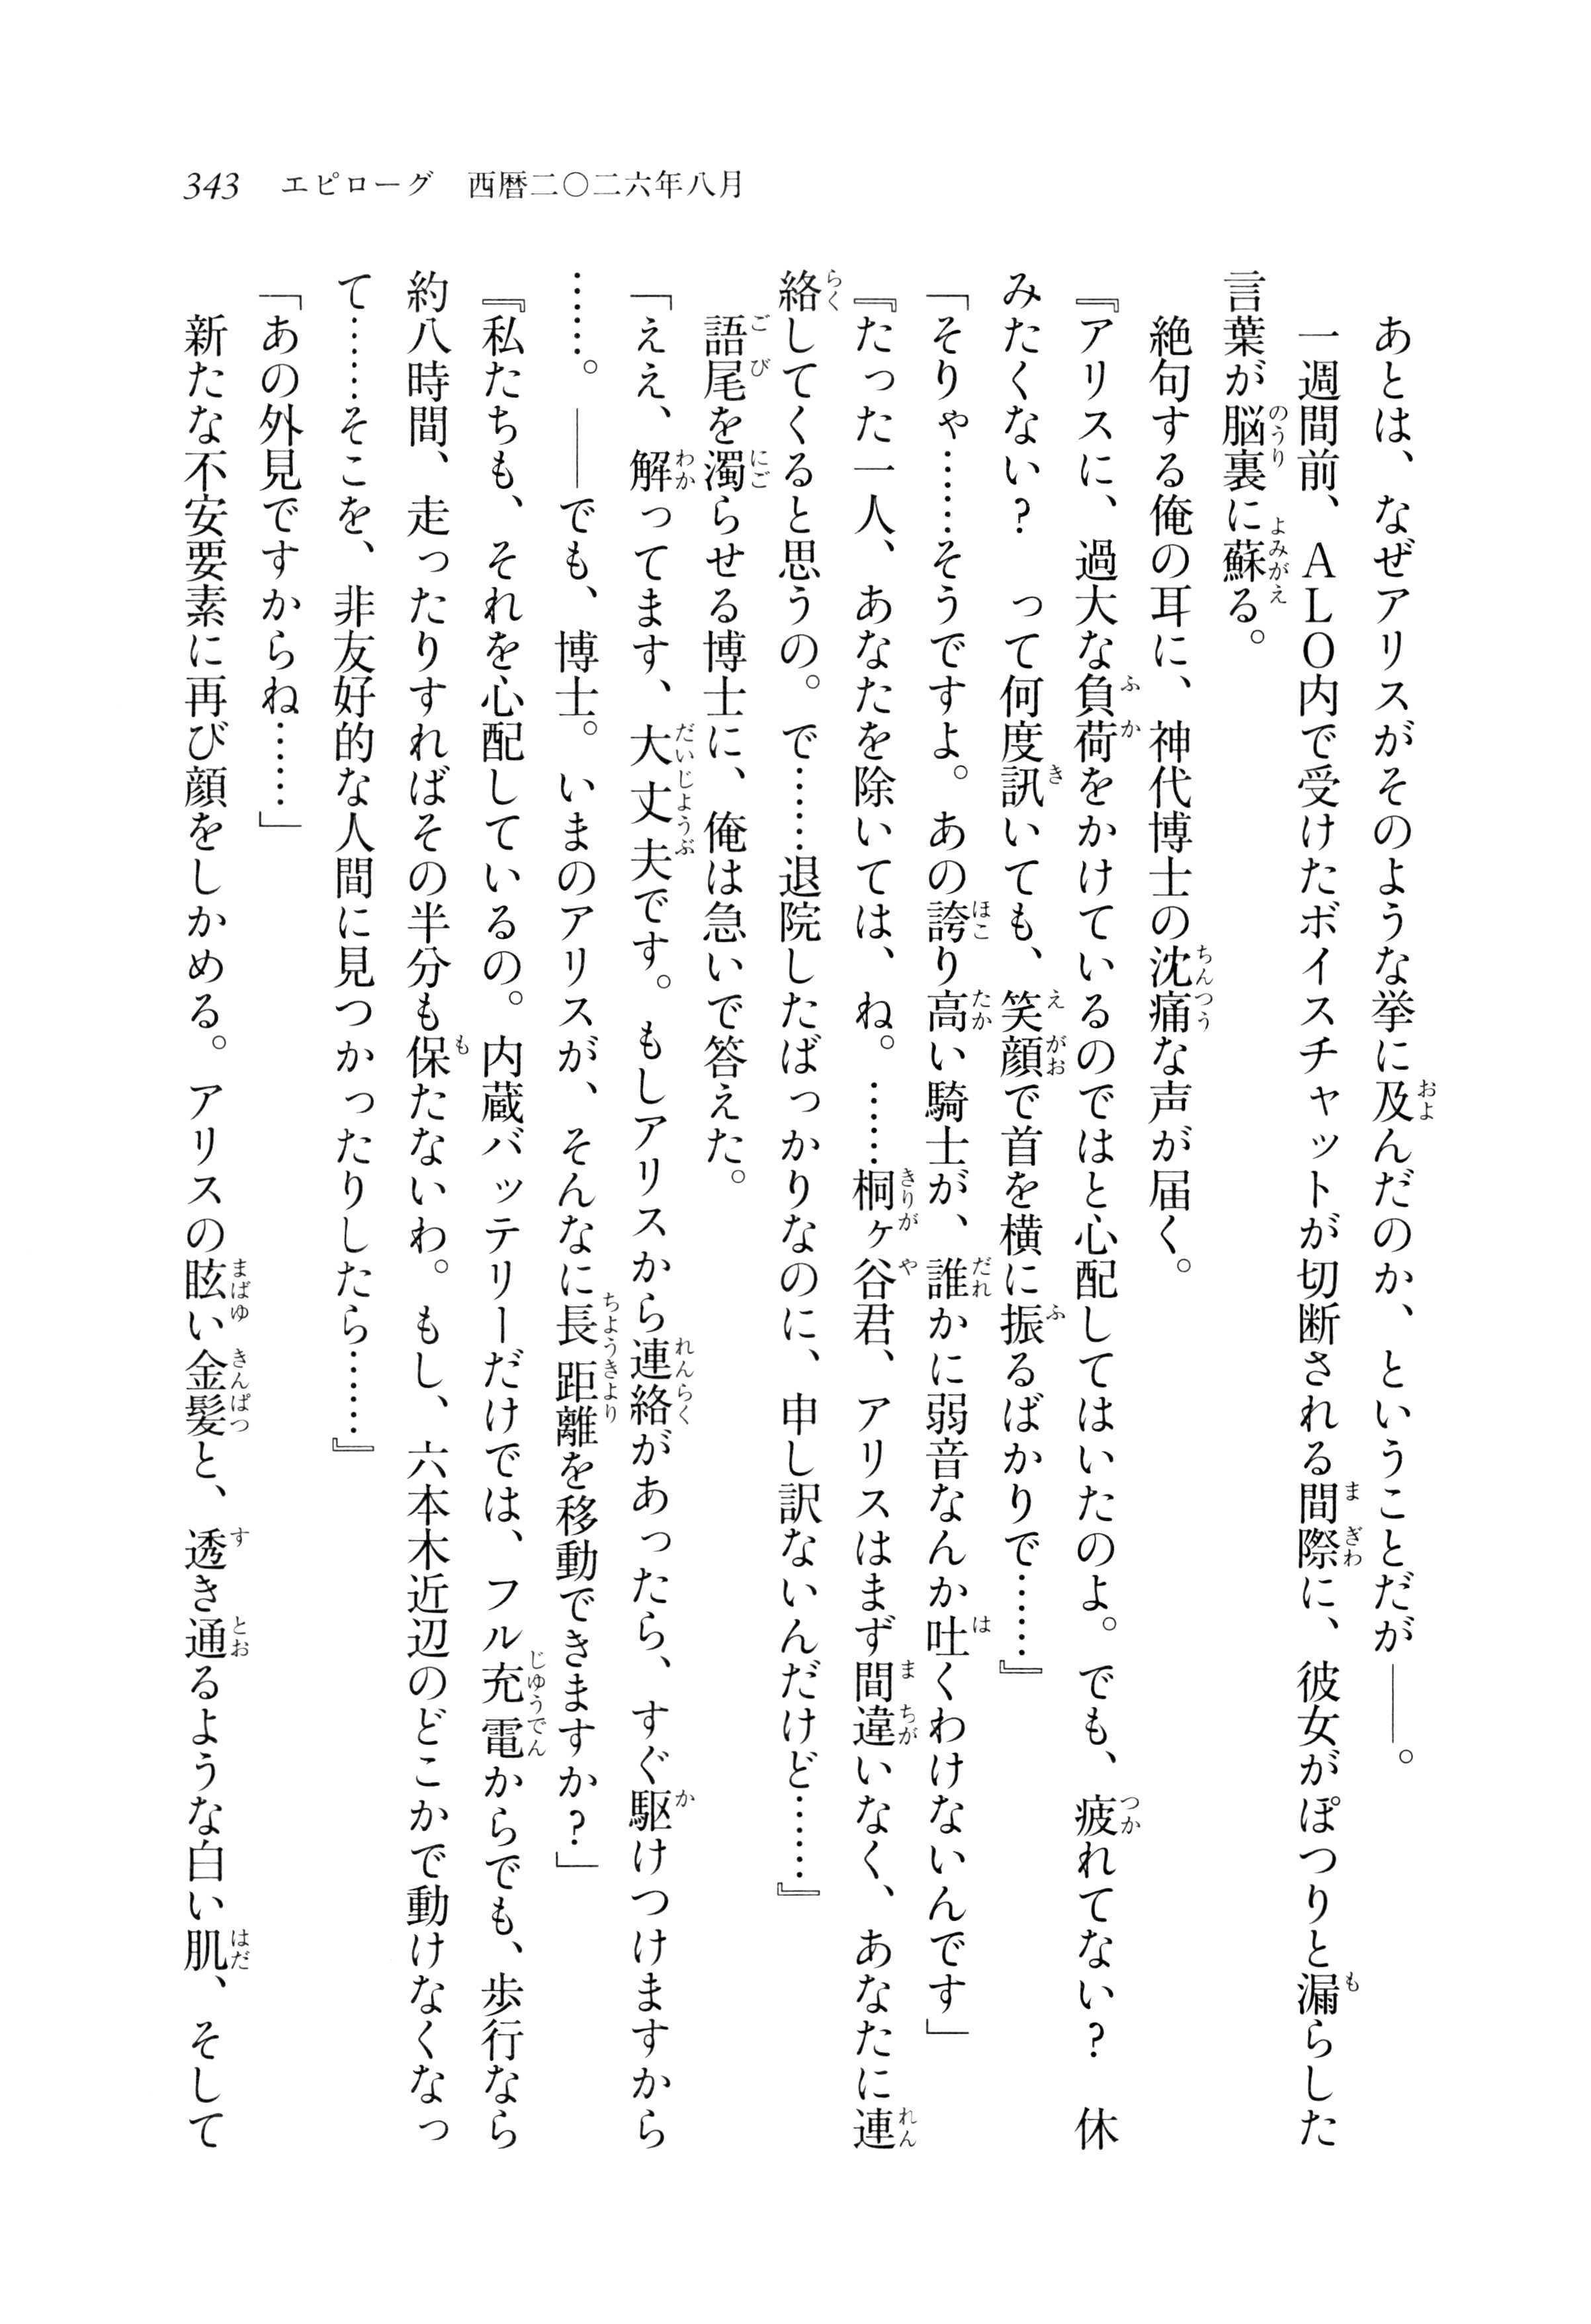 343　エピローグ　西暦二〇二六年八月
　あとは、なぜアリスがそのような挙に及んだのか、ということだが――。
　一週間前、ＡＬＯ内で受けたボイスチャットが切断される間際に、彼女がぽつりと漏らした
言葉が脳裏に蘇る。
　絶句する俺の耳に、神代博士の沈痛な声が届く。
『アリスに、過大な負荷をかけているのではと心配してはいたのよ。でも、疲れてない？　休
みたくない？　って何度訊いても、笑顔で首を横に振るばかりで……』
「そりゃ……そうですよ。あの誇り高い騎士が、誰かに弱音なんか吐くわけないんです」
『たった一人、あなたを除いては、ね。……桐ヶ谷君、アリスはまず間違いなく、あなたに連
絡してくると思うの。で……退院したばっかりなのに、申し訳ないんだけど……』
　語尾を濁らせる博士に、俺は急いで答えた。
「ええ、解ってます、大丈夫です。もしアリスから連絡があったら、すぐ駆けつけますから
……。――でも、博士。いまのアリスが、そんなに長距離を移動できますか？」
『私たちも、それを心配しているの。内蔵バッテリーだけでは、フル充電からでも、歩行なら
約八時間、走ったりすればその半分も保たないわ。もし、六本木近辺のどこかで動けなくなっ
て……そこを、非友好的な人間に見つかったりしたら……』
「あの外見ですからね……」
　新たな不安要素に再び顔をしかめる。アリスの眩い金髪と、透き通るような白い肌、そして